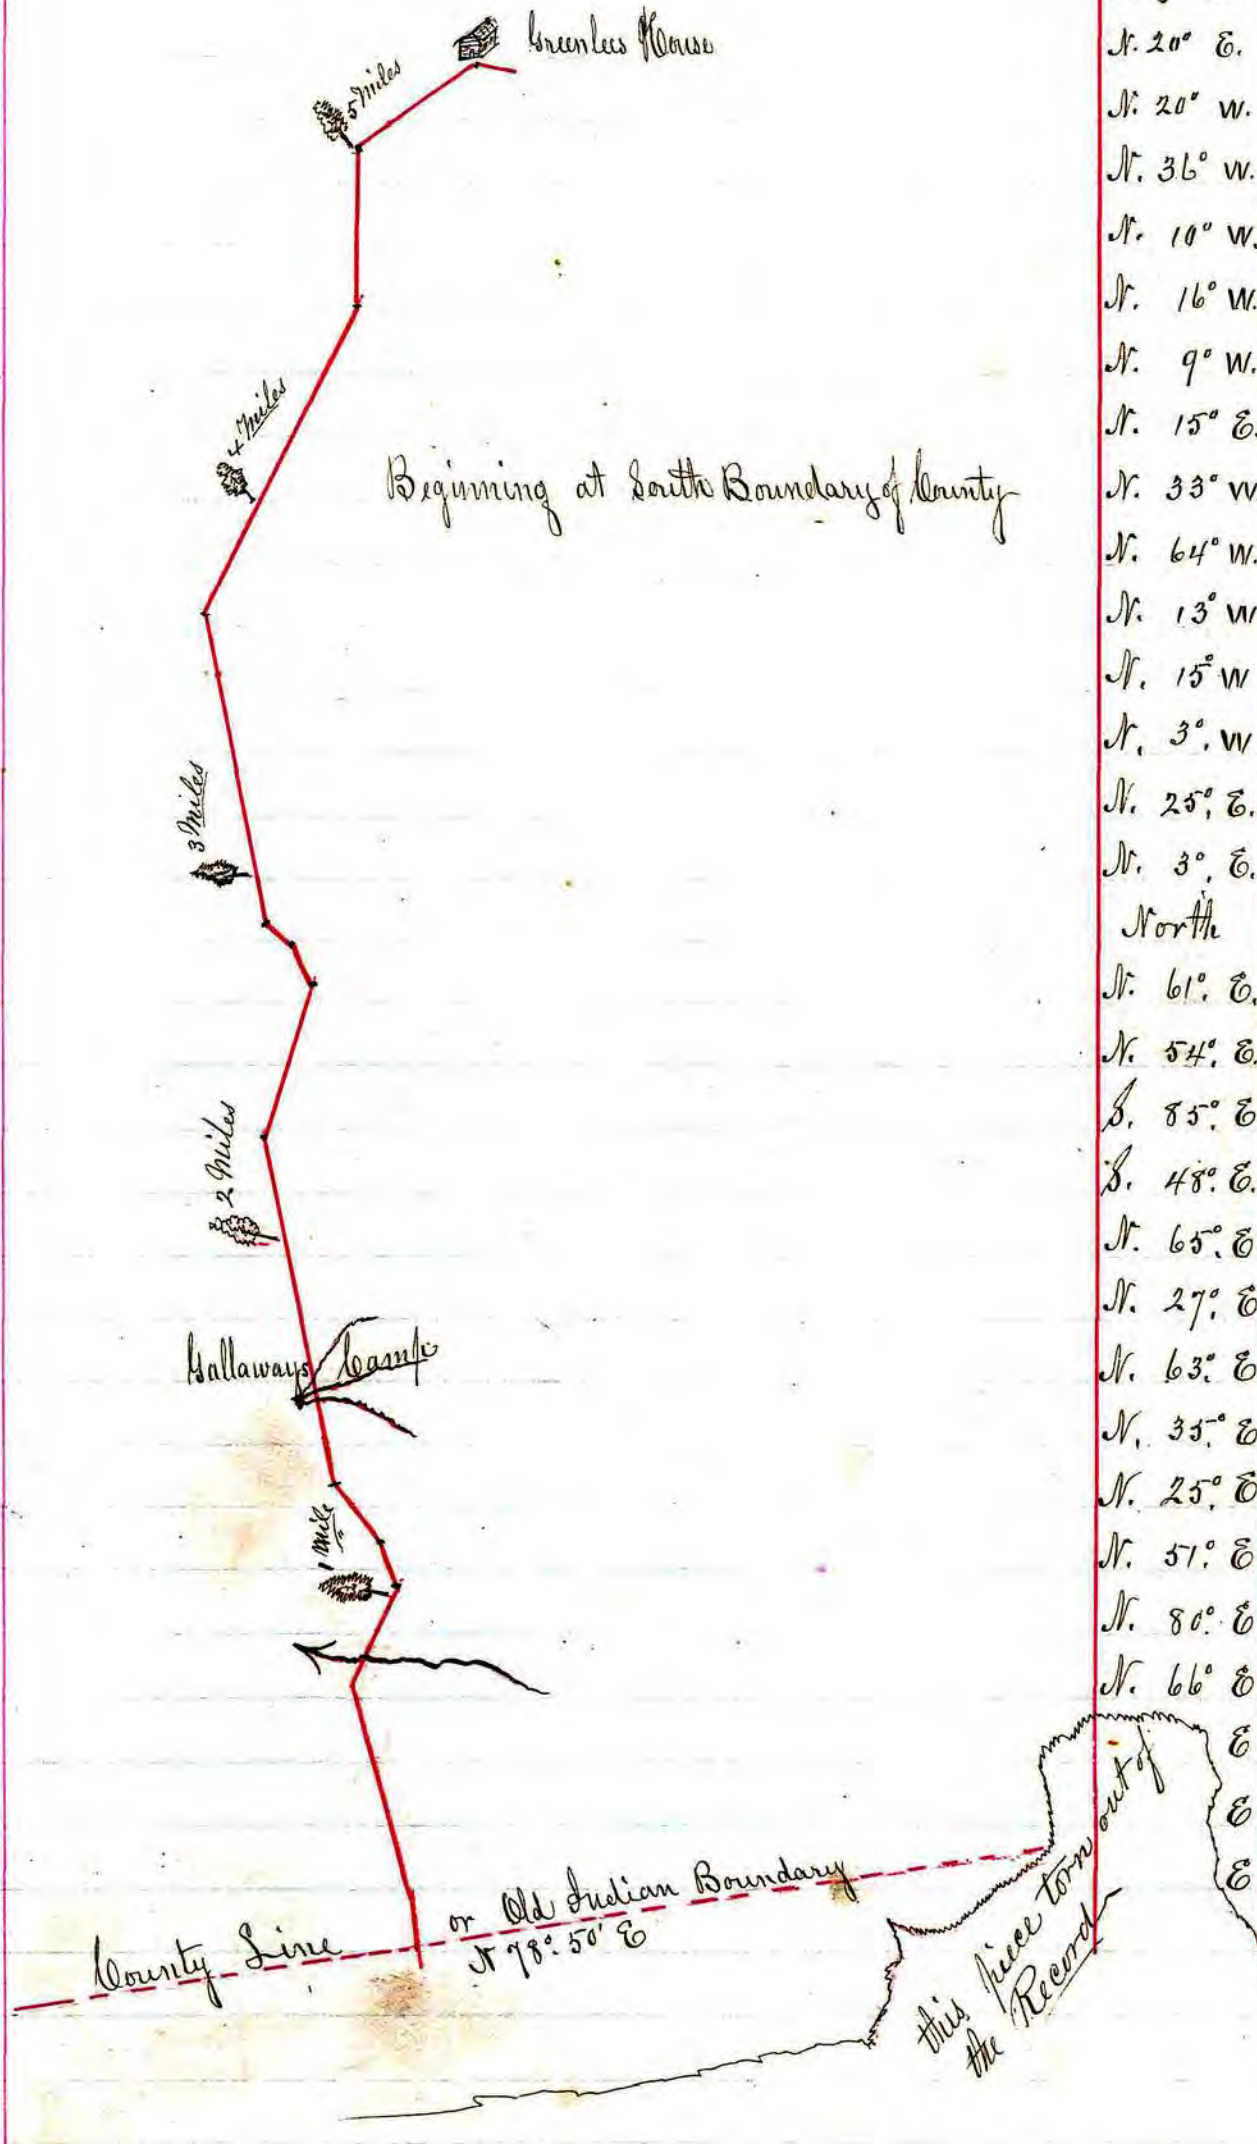 Greenlees House
5 Miles
4 Miles
Beginning at South Boundary of County
3 Miles
2 Miles
Gallaways Camp
1 Mile
County Line or Old Indian Boundary
N 78° 50' E
this piece torn out of
the Record
N. 20° E.
N. 20° W.
N. 36° W.
N. 10° W.
N. 16° W.
N. 9° W.
N. 15° E.
N. 33° W
N. 64° W.
N. 13° W
N. 15° W
N. 3°. W
N. 25°. E.
N. 3°. E.
North
N. 61°. E.
N. 54°. E.
S. 85°. E
S. 48°. E.
N. 65°. E
N. 27°. E
N. 63°. E
N. 35°. E
N. 25°. E
N. 51°. E
N. 80°. E
N. 66° E
E
E
E